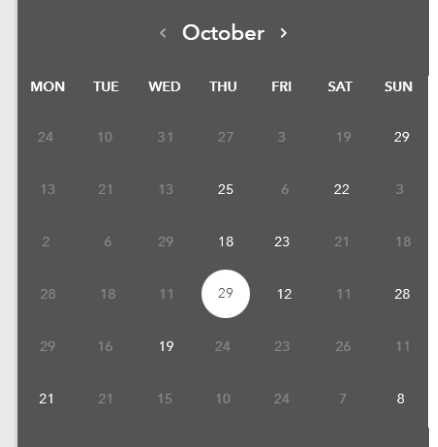 ‹ October ›
MON TUE WED THU FRI SAT SUN
24 10 31 27 3 19 29
13 21 13 25 6 22 3
2 6 29 18 23 21 18
28 18 11 29 12 11 28
29 16 19 24 23 26 11
21 21 15 10 24 7 8